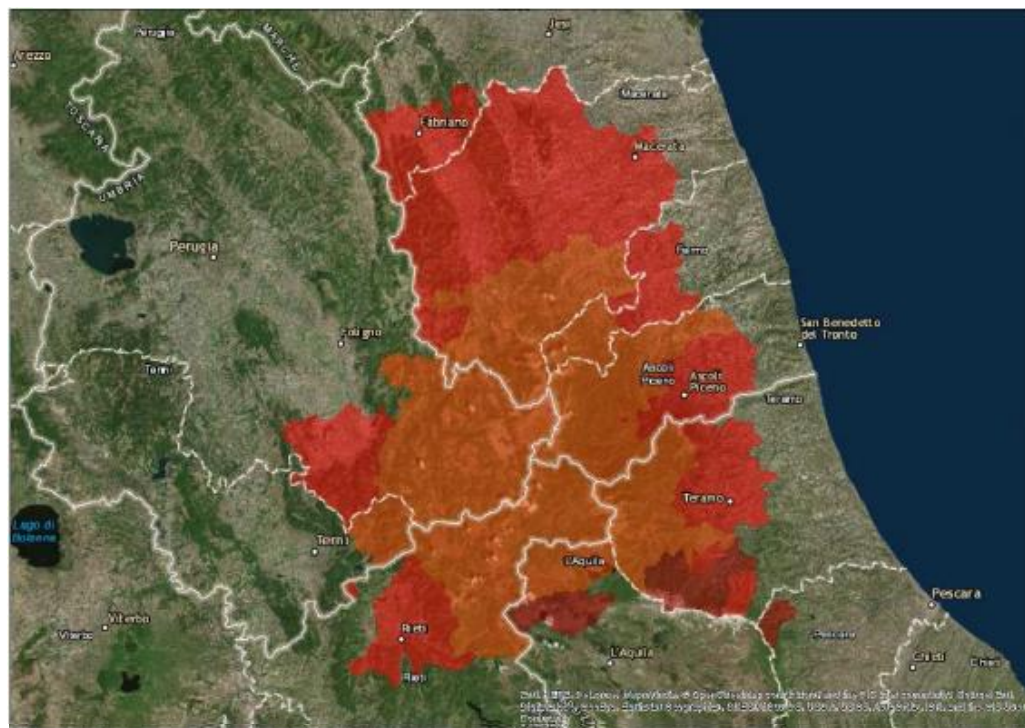 Jesi
Perugia
MARCHE
Arezzo
Macerata
Fabriano
TOSCANA
Macerata
UMBRIA
Perugia
Fermo
Foligno
San Benedetto
del Tronto
Terni
Ascoli
Piceno
Ascoli
Piceno
Teramo
Teramo
Lago di
Bolsena
Terni
L'Aquila
Pescara
Viterbo
Viterbo
Rieti
Pescara
L'Aquila
Chieti
Chieti
Rieti